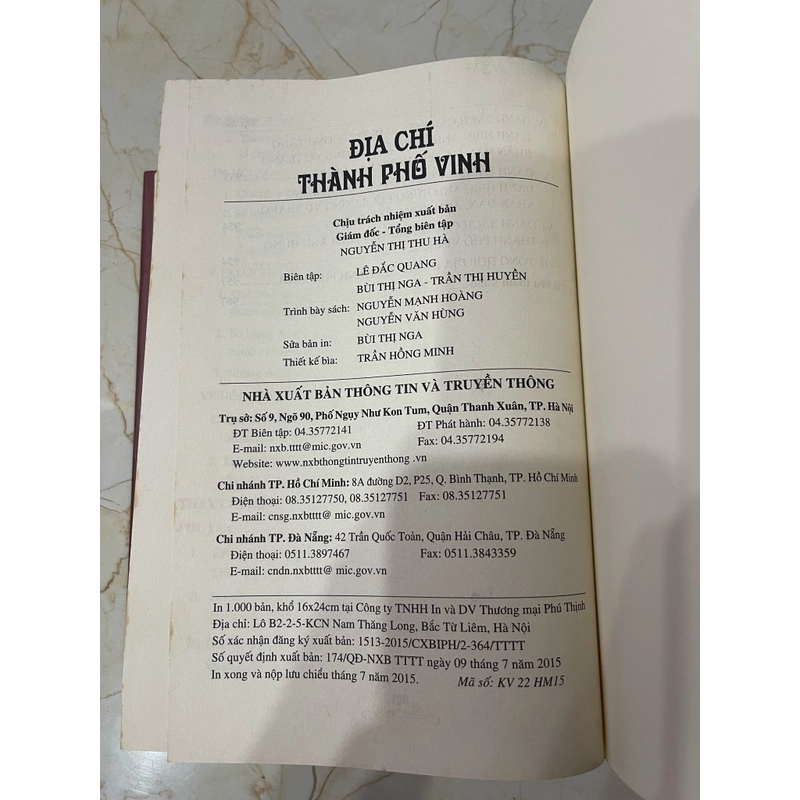 ĐỊA CHÍ
THÀNH PHỐ VINH
Chịu trách nhiệm xuất bản
Giám đốc - Tổng biên tập
NGUYỄN THỊ THU HÀ
Biên tập: LÊ ĐẮC QUANG
BÙI THỊ NGA - TRẦN THỊ HUYỀN
Trình bày sách: NGUYỄN MẠNH HOÀNG
NGUYỄN VĂN HÙNG
Sửa bản in: BÙI THỊ NGA
Thiết kế bìa: TRẦN HỒNG MINH
NHÀ XUẤT BẢN THÔNG TIN VÀ TRUYỀN THÔNG
Trụ sở: Số 9, Ngõ 90, Phố Ngụy Như Kon Tum, Quận Thanh Xuân, TP. Hà Nội
ĐT Biên tập: 04.35772141 ĐT Phát hành: 04.35772138
E-mail: nxb.tttt@mic.gov.vn Fax: 04.35772194
Website: www.nxbthongtintruyenthong .vn
Chi nhánh TP. Hồ Chí Minh: 8A đường D2, P25, Q. Bình Thạnh, TP. Hồ Chí Minh
Điện thoại: 08.35127750, 08.35127751 Fax: 08.35127751
E-mail: cnsg.nxbtttt@ mic.gov.vn
Chi nhánh TP. Đà Nẵng: 42 Trần Quốc Toản, Quận Hải Châu, TP. Đà Nẵng
Điện thoại: 0511.3897467 Fax: 0511.3843359
E-mail: cndn.nxbtttt@ mic.gov.vn
In 1.000 bản, khổ 16x24cm tại Công ty TNHH In và DV Thương mại Phú Thịnh
Địa chỉ: Lô B2-2-5-KCN Nam Thăng Long, Bắc Từ Liêm, Hà Nội
Số xác nhận đăng ký xuất bản: 1513-2015/CXBIPH/2-364/TTTT
Số quyết định xuất bản: 174/QĐ-NXB TTTT ngày 09 tháng 7 năm 2015
In xong và nộp lưu chiểu tháng 7 năm 2015. Mã số: KV 22 HM15